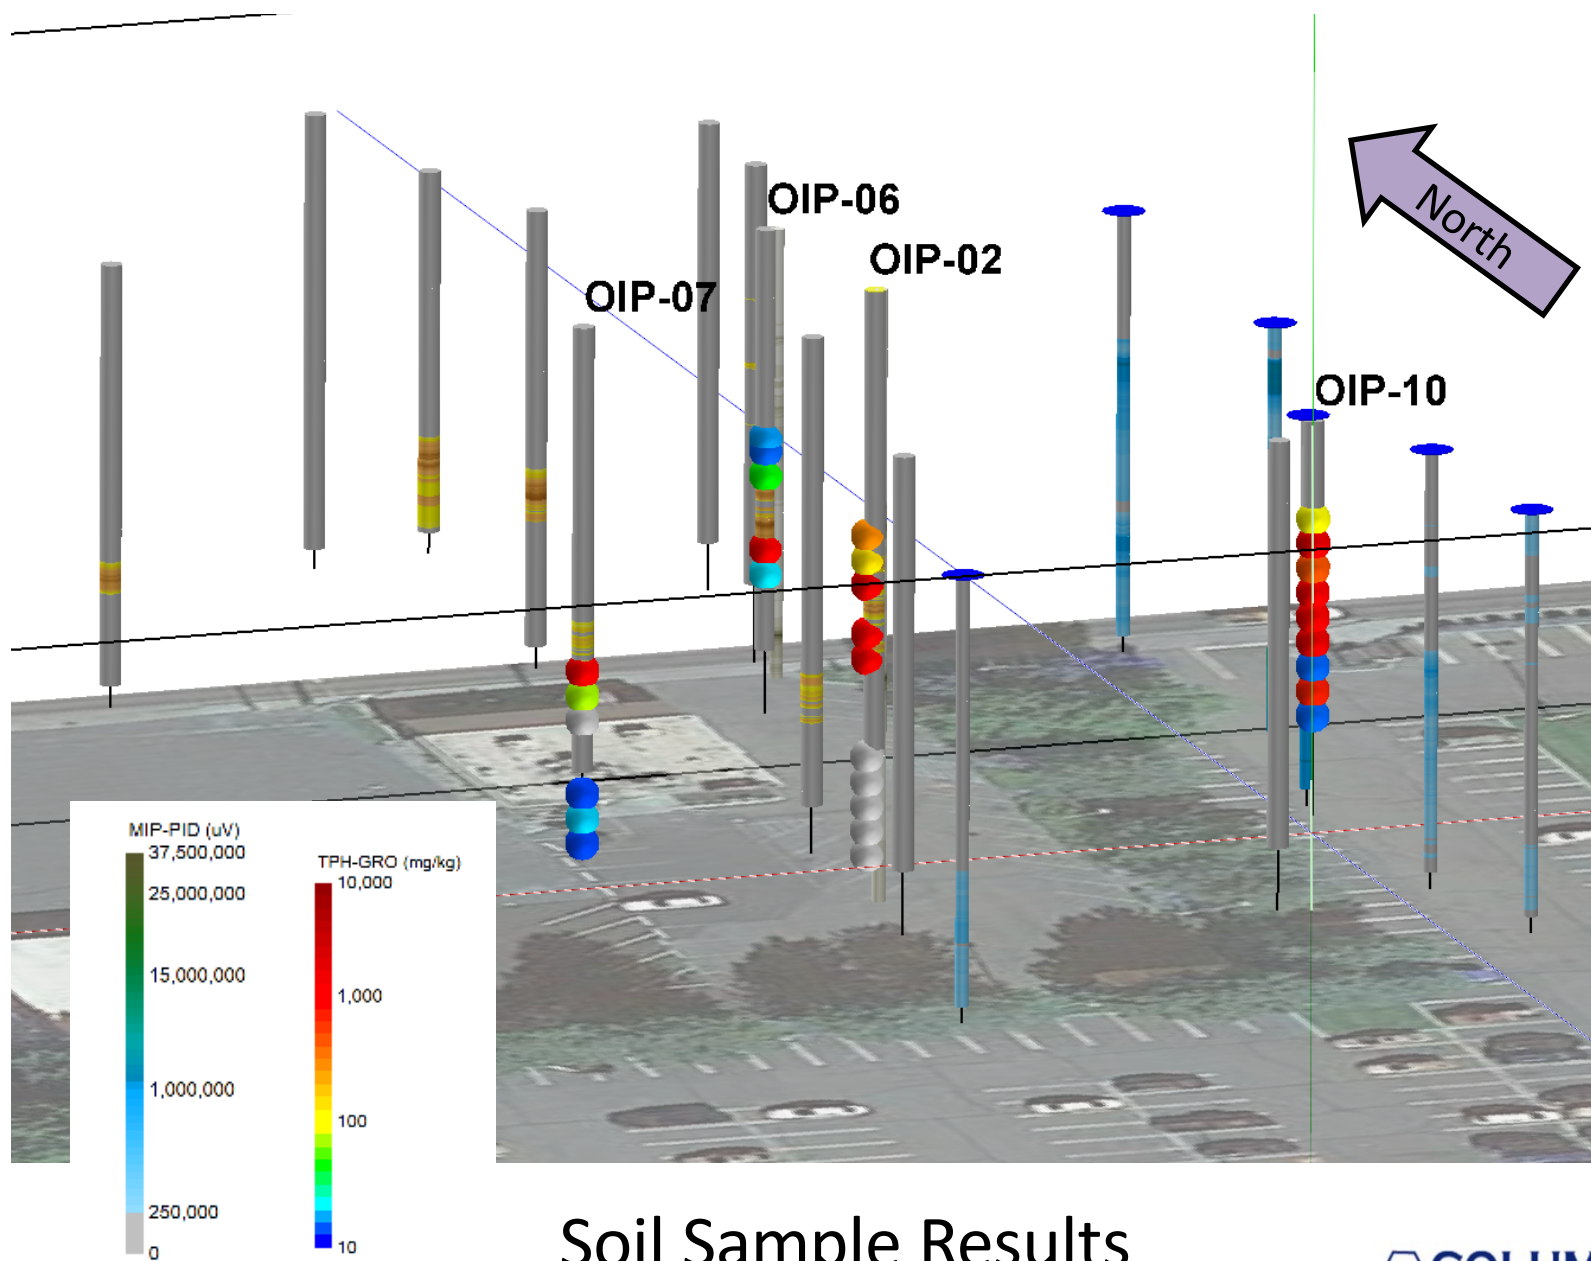 North
OIP-06
OIP-02
OIP-07
OIP-10
MIP-PID (uV)
37,500,000
25,000,000
15,000,000
1,000,000
250,000
0
TPH-GRO (mg/kg)
10,000
1,000
100
10
Soil Sample Results